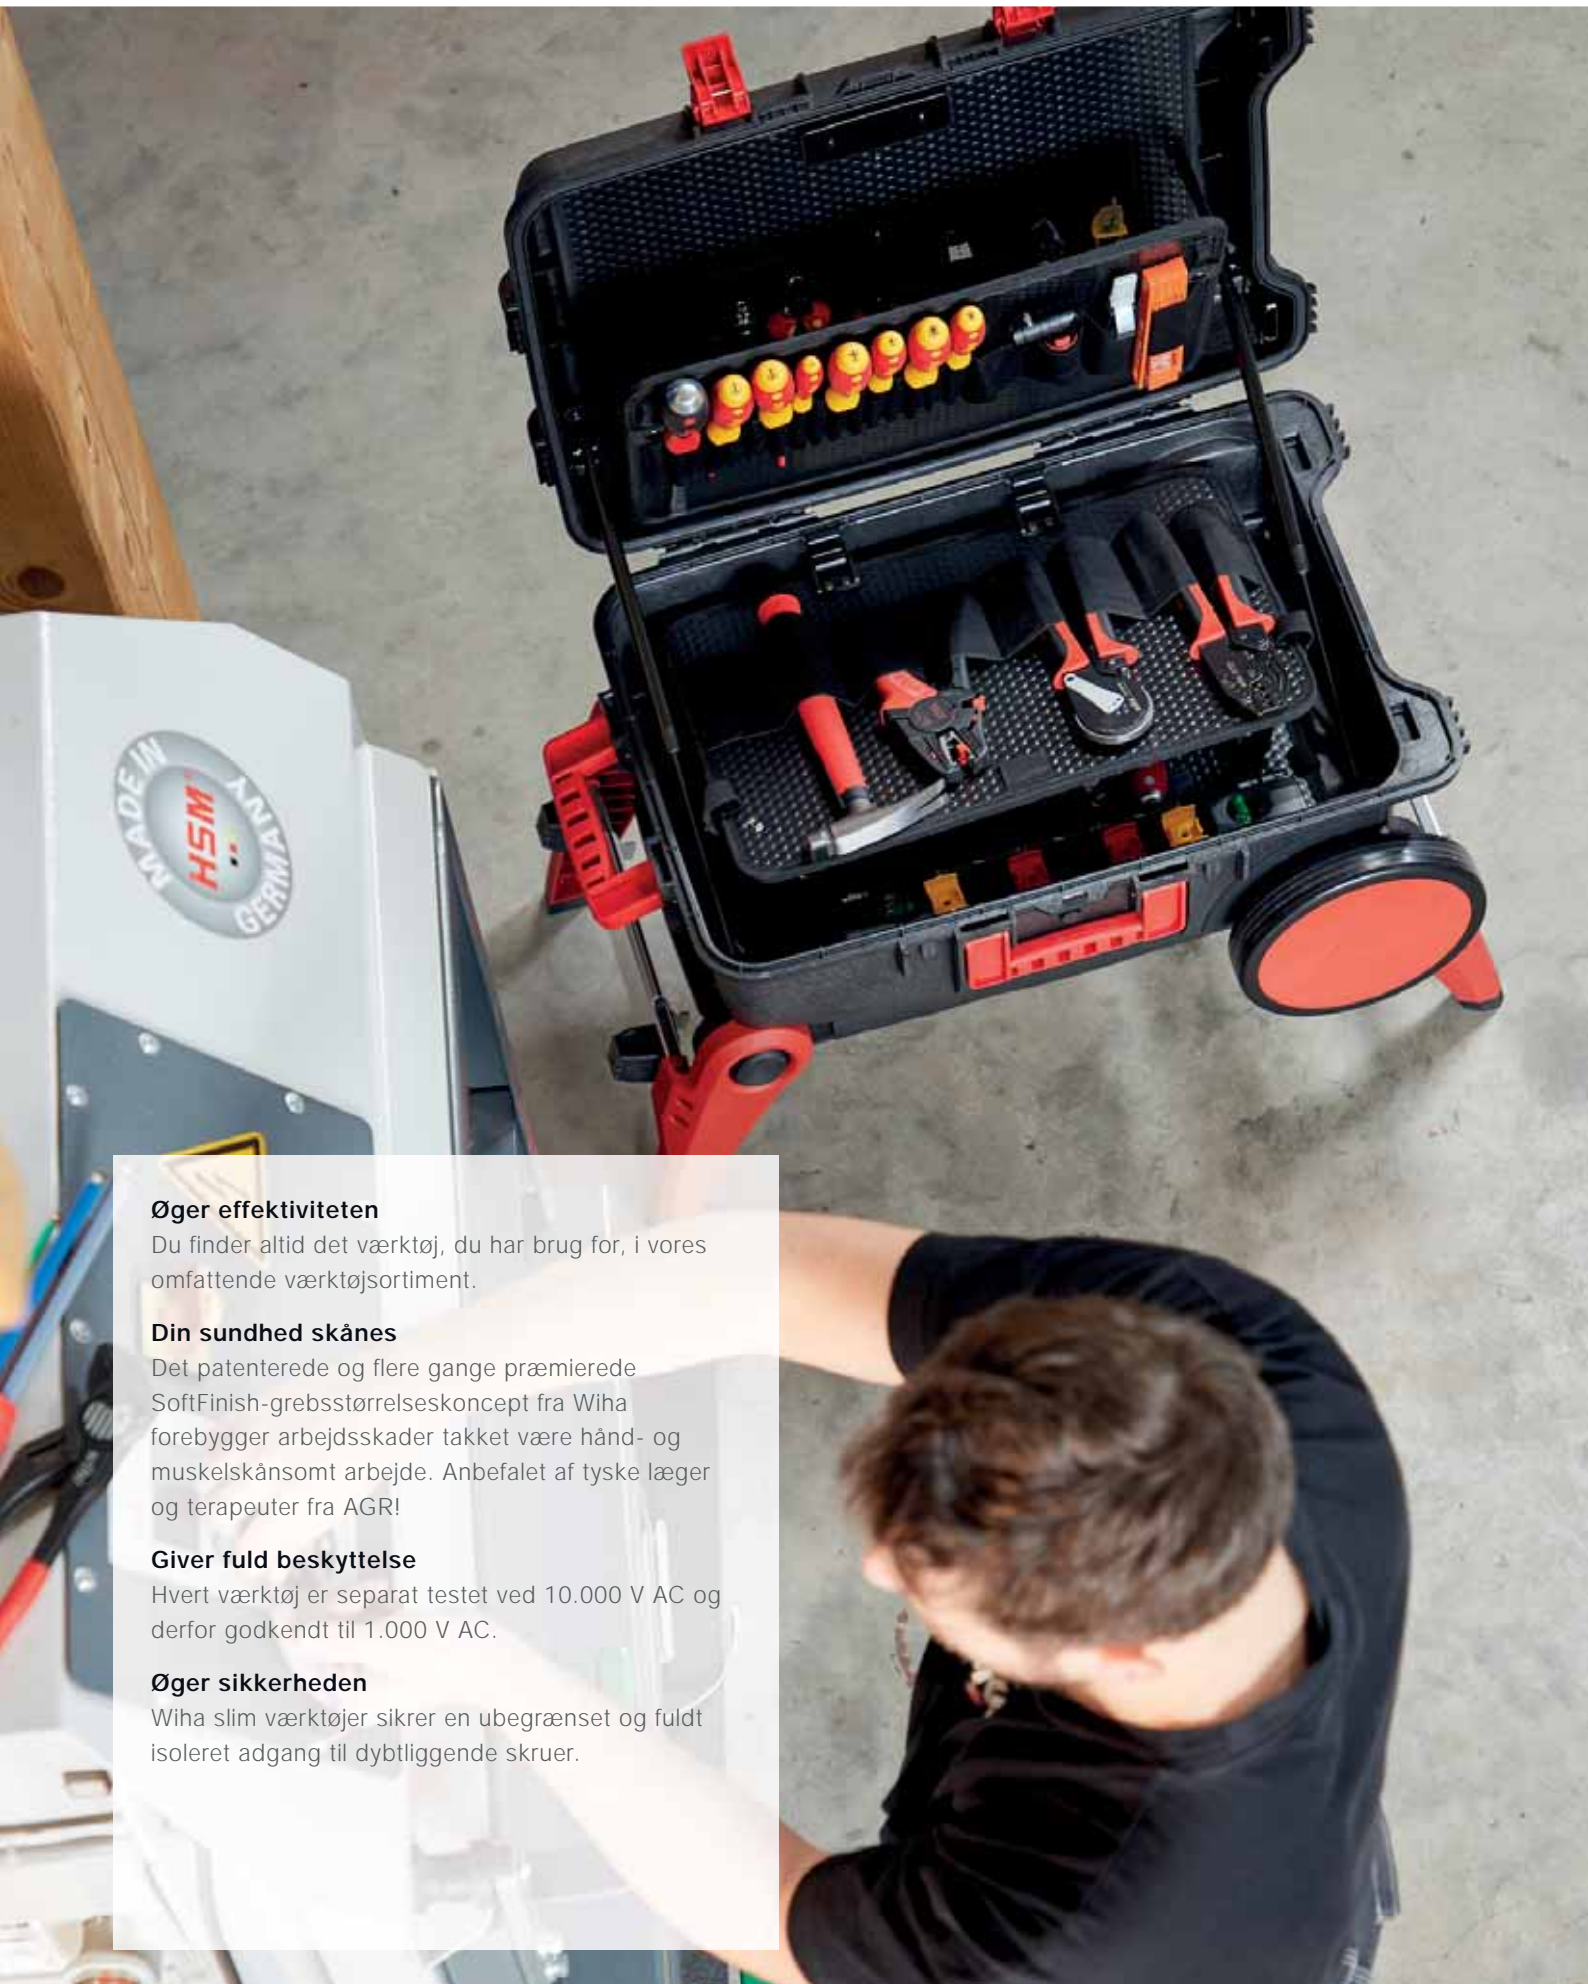 MADE IN
HSM
GERMANY
Øger effektiviteten
Du finder altid det værktøj, du har brug for, i vores
omfattende værktøjsortiment.
Din sundhed skånes
Det patenterede og flere gange præmierede
SoftFinish-grebsstørrelseskoncept fra Wiha
forebygger arbejdsskader takket være hånd- og
muskelskånsomt arbejde. Anbefalet af tyske læger
og terapeuter fra AGR!
Giver fuld beskyttelse
Hvert værktøj er separat testet ved 10.000 V AC og
derfor godkendt til 1.000 V AC.
Øger sikkerheden
Wiha slim værktøjer sikrer en ubegrænset og fuldt
isoleret adgang til dybtliggende skruer.